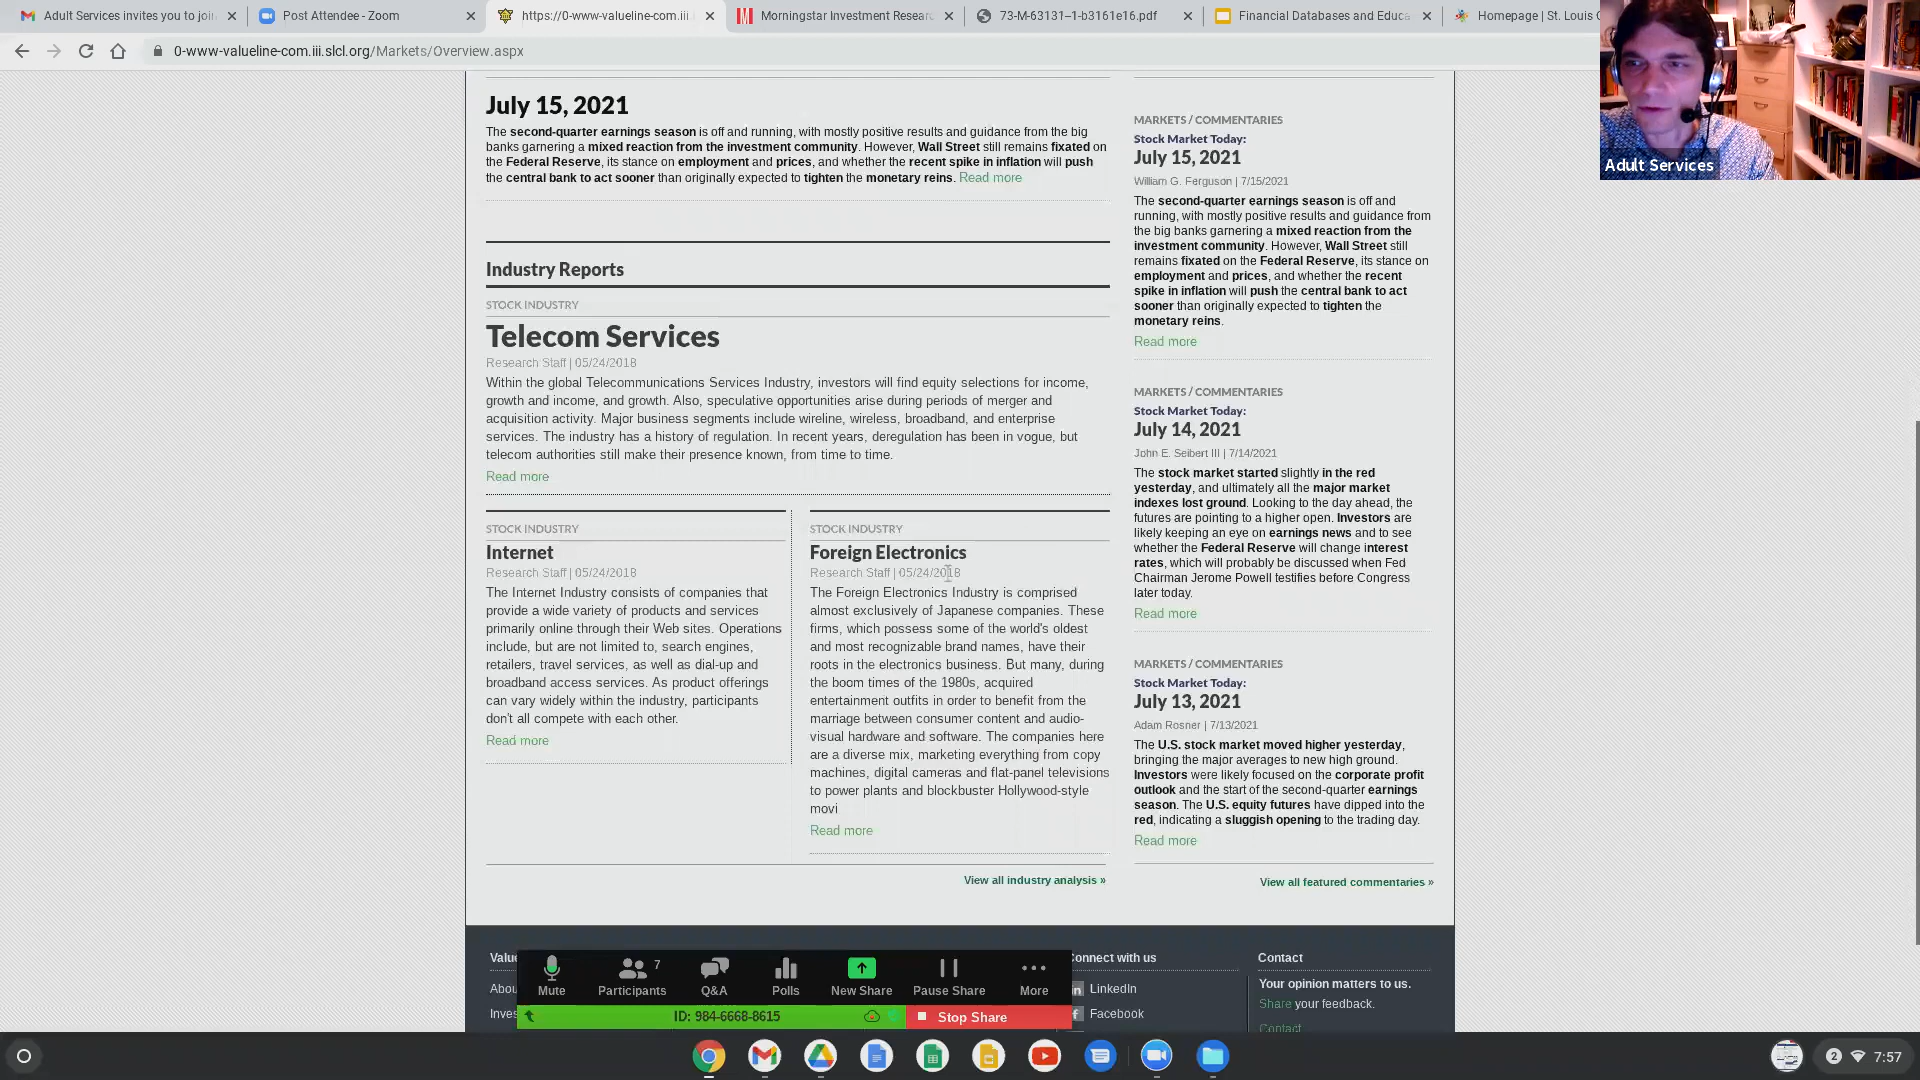 Adult Services invites you to joi
Post Attendee - Zoom
https://0-www-valueline-com.iii.
Morningstar Investment Resear
73-M-63131--1-b3161e16.pdf
Financial Databases and Educa
Homepage | St. Louis C
0-www-valueline-com.iii.slcl.org/Markets/Overview.aspx
Adult Services
July 15, 2021
The second-quarter earnings season is off and running, with mostly positive results and guidance from the big
banks garnering a mixed reaction from the investment community. However, Wall Street still remains fixated on
the Federal Reserve, its stance on employment and prices, and whether the recent spike in inflation will push
the central bank to act sooner than originally expected to tighten the monetary reins. Read more
Industry Reports
STOCK INDUSTRY
Telecom Services
Research Staff | 05/24/2018
Within the global Telecommunications Services Industry, investors will find equity selections for income,
growth and income, and growth. Also, speculative opportunities arise during periods of merger and
acquisition activity. Major business segments include wireline, wireless, broadband, and enterprise
services. The industry has a history of regulation. In recent years, deregulation has been in vogue, but
telecom authorities still make their presence known, from time to time.
Read more
STOCK INDUSTRY
Internet
Research Staff | 05/24/2018
The Internet Industry consists of companies that
provide a wide variety of products and services
primarily online through their Web sites. Operations
include, but are not limited to, search engines,
retailers, travel services, as well as dial-up and
broadband access services. As product offerings
can vary widely within the industry, participants
don't all compete with each other.
Read more
STOCK INDUSTRY
Foreign Electronics
Research Staff | 05/24/2018
The Foreign Electronics Industry is comprised
almost exclusively of Japanese companies. These
firms, which possess some of the world's oldest
and most recognizable brand names, have their
roots in the electronics business. But many, during
the boom times of the 1980s, acquired
entertainment outfits in order to benefit from the
marriage between consumer content and audio-
visual hardware and software. The companies here
are a diverse mix, marketing everything from copy
machines, digital cameras and flat-panel televisions
to power plants and blockbuster Hollywood-style
movi
Read more
View all industry analysis »
MARKETS / COMMENTARIES
Stock Market Today:
July 15, 2021
William G. Ferguson | 7/15/2021
The second-quarter earnings season is off and
running, with mostly positive results and guidance from
the big banks garnering a mixed reaction from the
investment community. However, Wall Street still
remains fixated on the Federal Reserve, its stance on
employment and prices, and whether the recent
spike in inflation will push the central bank to act
sooner than originally expected to tighten the
monetary reins.
Read more
MARKETS / COMMENTARIES
Stock Market Today:
July 14, 2021
John E. Seibert III | 7/14/2021
The stock market started slightly in the red
yesterday, and ultimately all the major market
indexes lost ground. Looking to the day ahead, the
futures are pointing to a higher open. Investors are
likely keeping an eye on earnings news and to see
whether the Federal Reserve will change interest
rates, which will probably be discussed when Fed
Chairman Jerome Powell testifies before Congress
later today.
Read more
MARKETS / COMMENTARIES
Stock Market Today:
July 13, 2021
Adam Rosner | 7/13/2021
The U.S. stock market moved higher yesterday,
bringing the major averages to new high ground.
Investors were likely focused on the corporate profit
outlook and the start of the second-quarter earnings
season. The U.S. equity futures have dipped into the
red, indicating a sluggish opening to the trading day.
Read more
View all featured commentaries »
Value
Abou
Inves
Connect with us
LinkedIn
Facebook
Contact
Your opinion matters to us.
Share your feedback.
Contact
7
Mute
Participants
Q&A
Polls
New Share
Pause Share
More
ID: 984-6668-8615
Stop Share
2
7:57